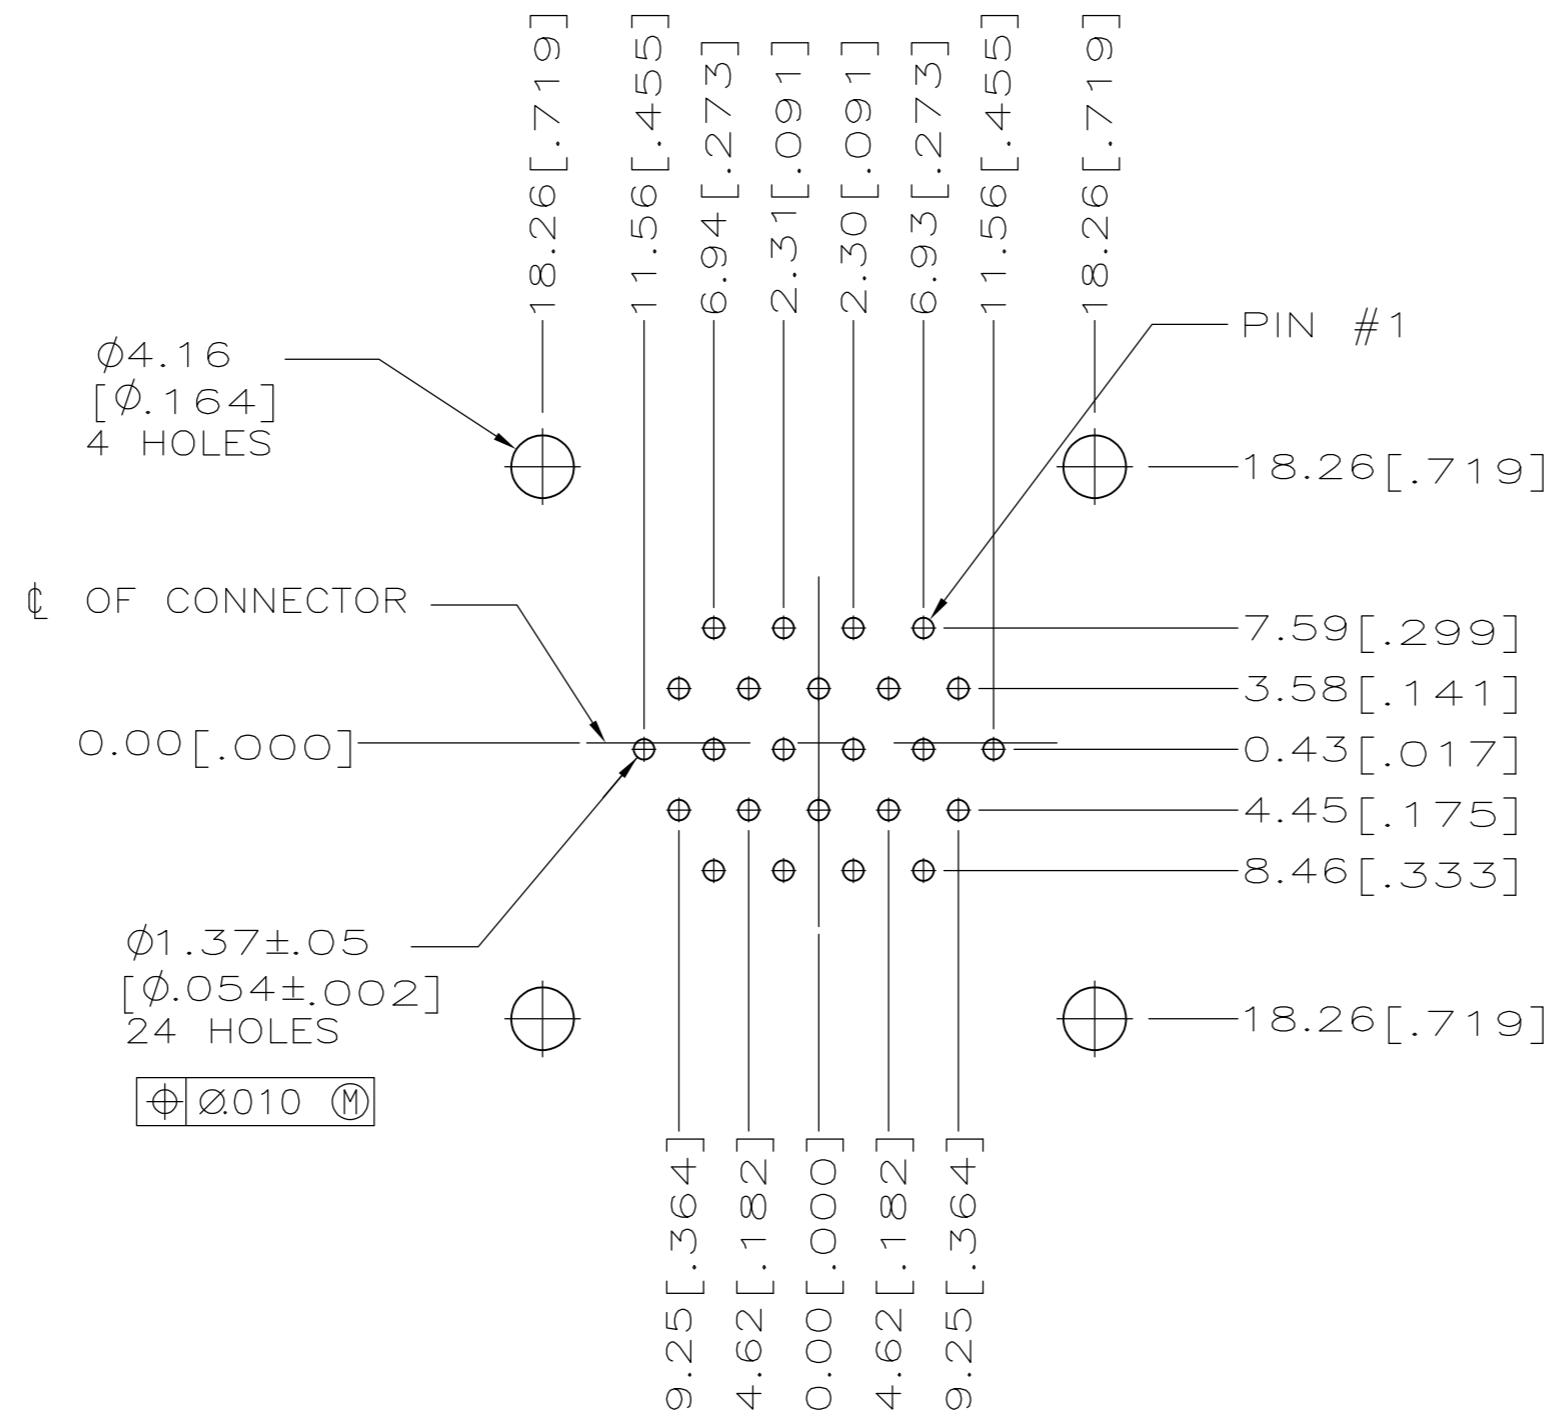 18.26[.719]
11.56[.455]
6.94[.273]
2.31[.091]
2.30[.091]
6.93[.273]
11.56[.455]
18.26[.719]
PIN #1
Ø4.16
[Ø.164]
4 HOLES
18.26[.719]
℄ OF CONNECTOR
7.59[.299]
3.58[.141]
0.00[.000]
0.43[.017]
4.45[.175]
8.46[.333]
Ø1.37±.05
[Ø.054±.002]
24 HOLES
18.26[.719]
⌖ Ø.010 Ⓜ
9.25[.364]
4.62[.182]
0.00[.000]
4.62[.182]
9.25[.364]